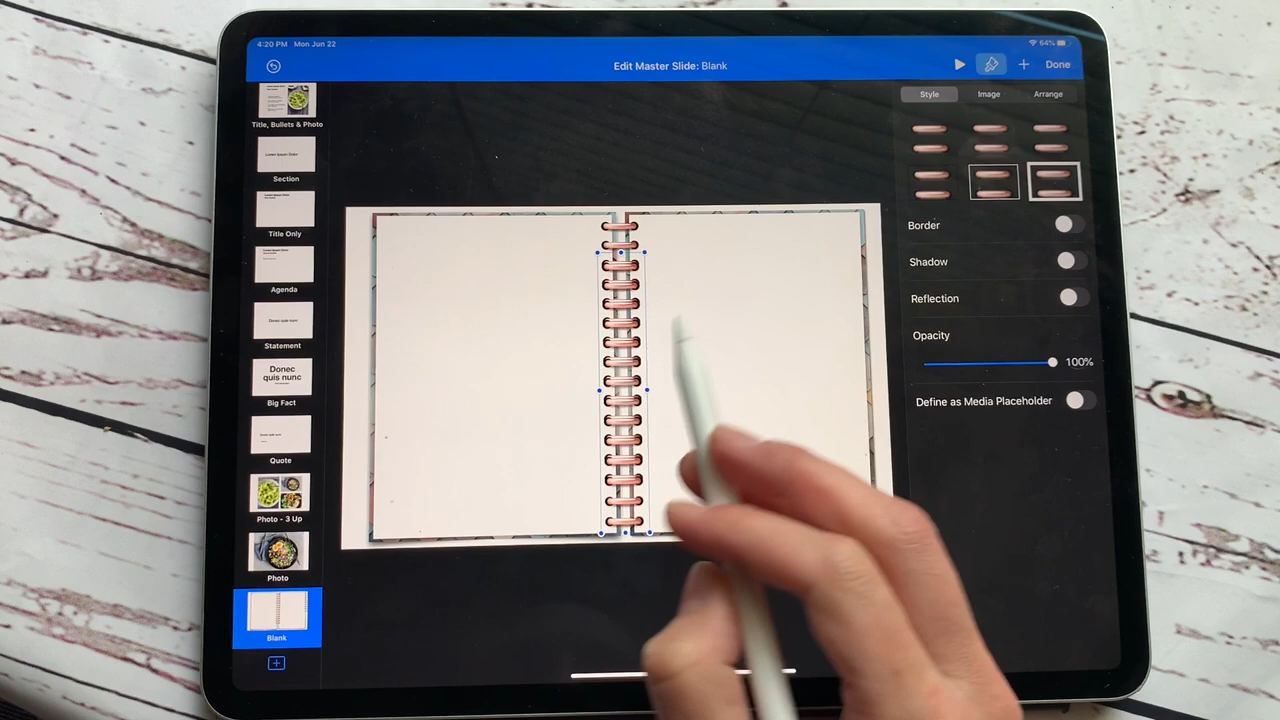 4:20 PM Mon Jun 22
64%
Edit Master Slide: Blank
Done
Style
Image
Arrange
Title, Bullets & Photo
Section
Title Only
Agenda
Statement
Donec
quis nunc
Big Fact
Quote
Photo - 3 Up
Photo
Blank
Border
Shadow
Reflection
Opacity
100%
Define as Media Placeholder